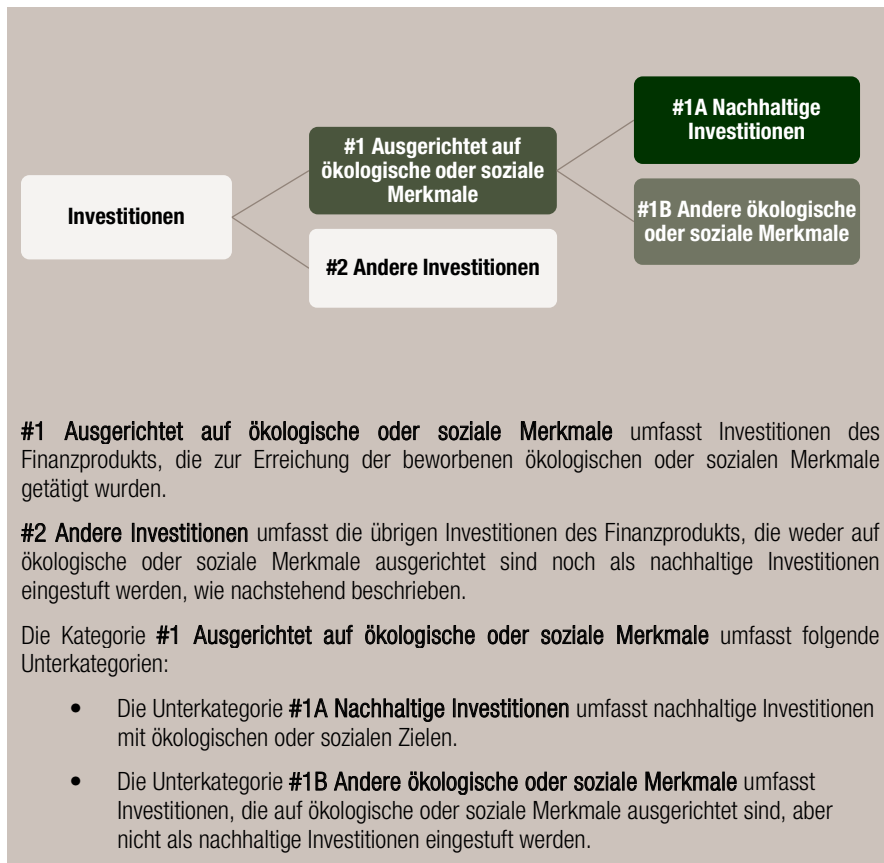 #1A Nachhaltige
Investitionen
#1 Ausgerichtet auf
ökologische oder soziale
Merkmale
Investitionen
#1B Andere ökologische
oder soziale Merkmale
#2 Andere Investitionen
#1 Ausgerichtet auf ökologische oder soziale Merkmale umfasst Investitionen des
Finanzprodukts, die zur Erreichung der beworbenen ökologischen oder sozialen Merkmale
getätigt wurden.
#2 Andere Investitionen umfasst die übrigen Investitionen des Finanzprodukts, die weder auf
ökologische oder soziale Merkmale ausgerichtet sind noch als nachhaltige Investitionen
eingestuft werden, wie nachstehend beschrieben.
Die Kategorie #1 Ausgerichtet auf ökologische oder soziale Merkmale umfasst folgende
Unterkategorien:
• Die Unterkategorie #1A Nachhaltige Investitionen umfasst nachhaltige Investitionen
mit ökologischen oder sozialen Zielen.
• Die Unterkategorie #1B Andere ökologische oder soziale Merkmale umfasst
Investitionen, die auf ökologische oder soziale Merkmale ausgerichtet sind, aber
nicht als nachhaltige Investitionen eingestuft werden.